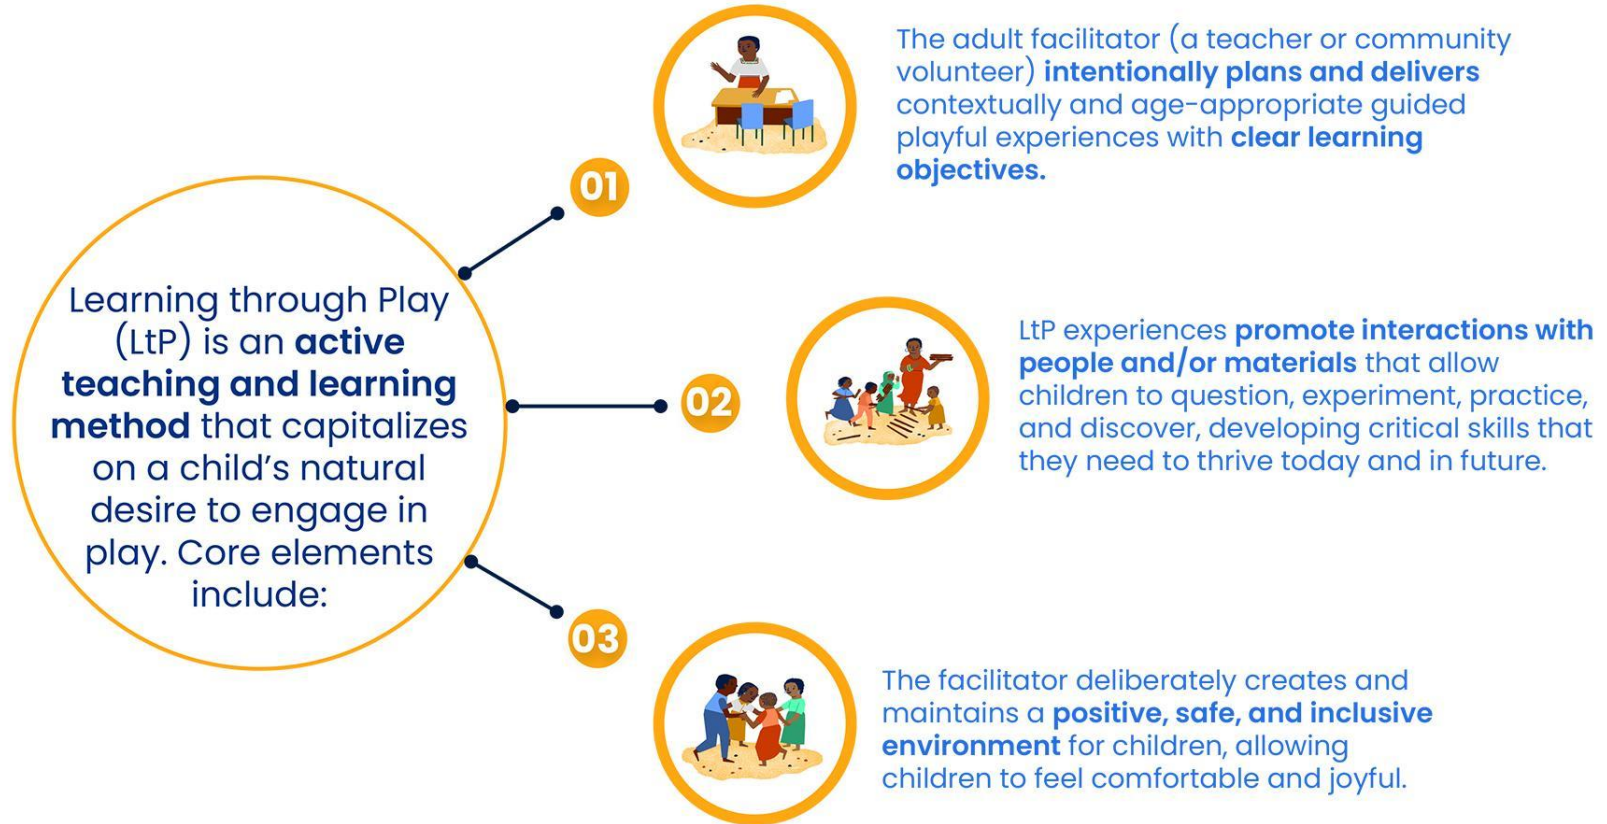 Learning through Play
(LtP) is an active
teaching and learning
method that capitalizes
on a child’s natural
desire to engage in
play. Core elements
include:
01
The adult facilitator (a teacher or community
volunteer) intentionally plans and delivers
contextually and age-appropriate guided
playful experiences with clear learning
objectives.
02
LtP experiences promote interactions with
people and/or materials that allow
children to question, experiment, practice,
and discover, developing critical skills that
they need to thrive today and in future.
03
The facilitator deliberately creates and
maintains a positive, safe, and inclusive
environment for children, allowing
children to feel comfortable and joyful.